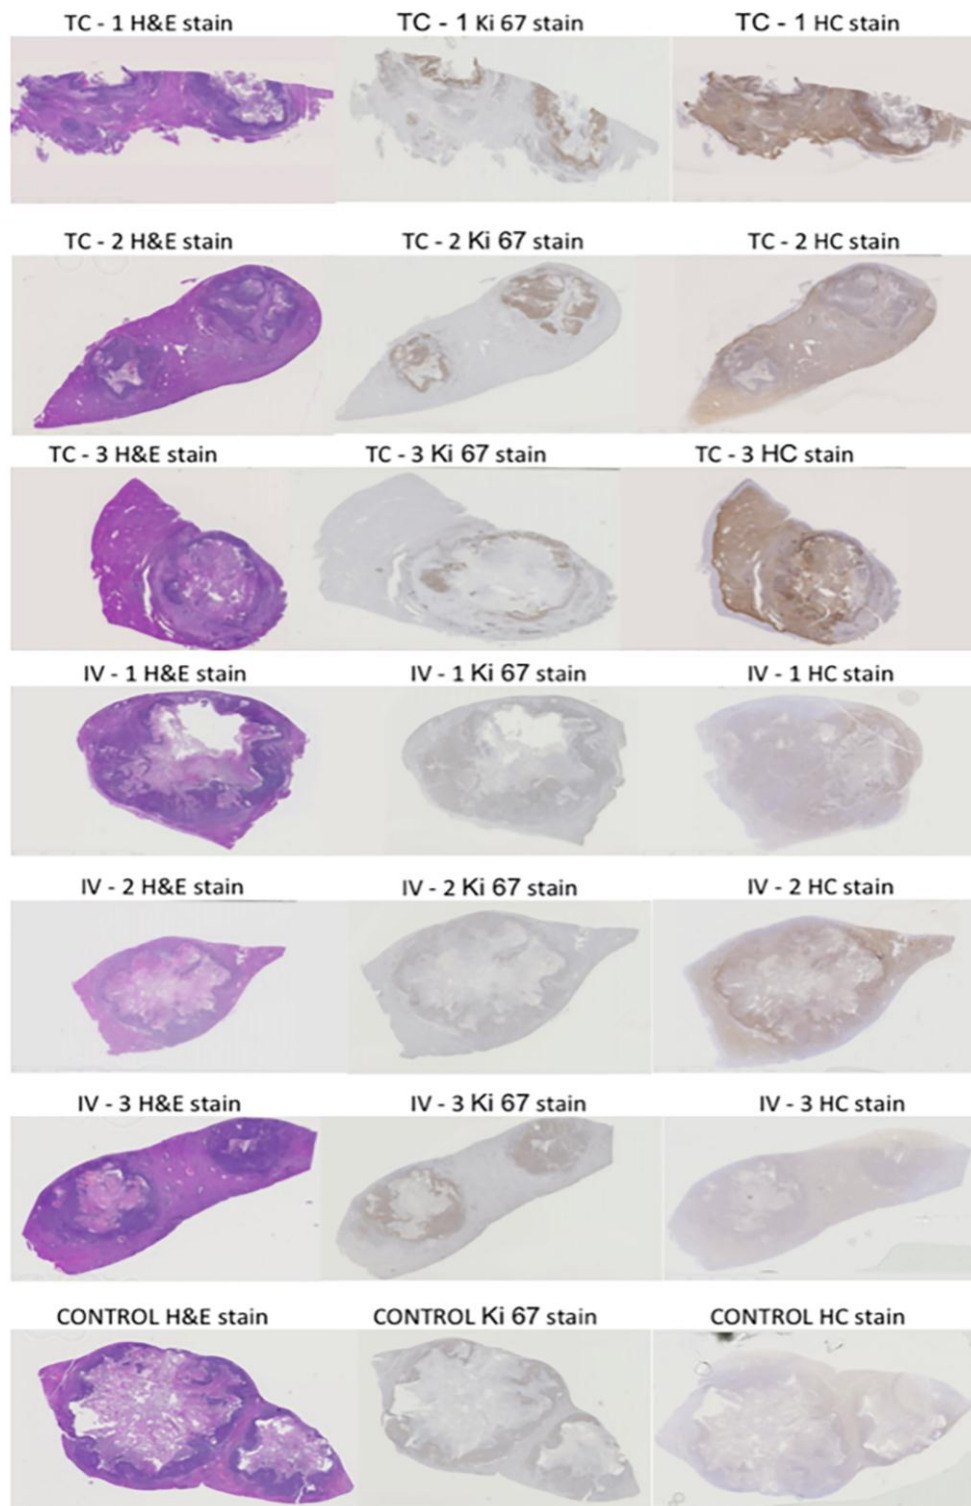 TC - 1 H&E stain
TC - 1 Ki 67 stain
TC - 1 HC stain
TC - 2 H&E stain
TC - 2 Ki 67 stain
TC - 2 HC stain
TC - 3 H&E stain
TC - 3 Ki 67 stain
TC - 3 HC stain
IV - 1 H&E stain
IV - 1 Ki 67 stain
IV - 1 HC stain
IV - 2 H&E stain
IV - 2 Ki 67 stain
IV - 2 HC stain
IV - 3 H&E stain
IV - 3 Ki 67 stain
IV - 3 HC stain
CONTROL H&E stain
CONTROL Ki 67 stain
CONTROL HC stain